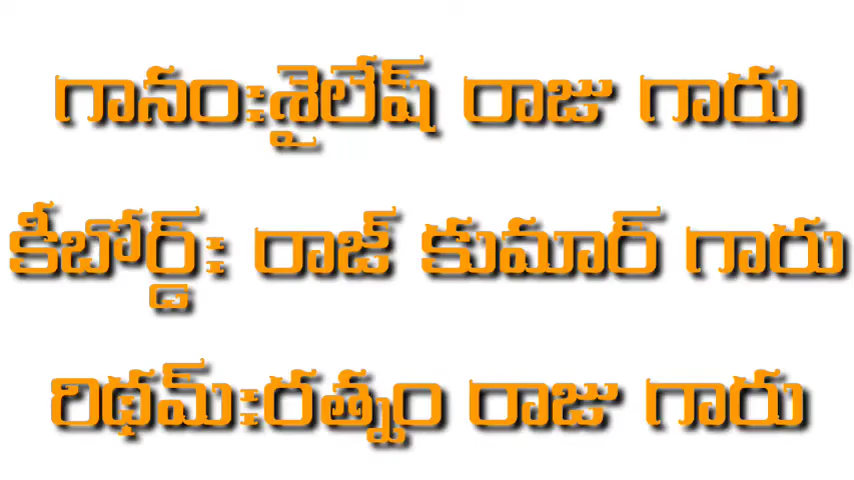 గానం:శైలేష్ రాజు గారు
కీబోర్డ్: రాజ్ కుమార్ గారు
రిథమ్:రత్నం రాజు గారు